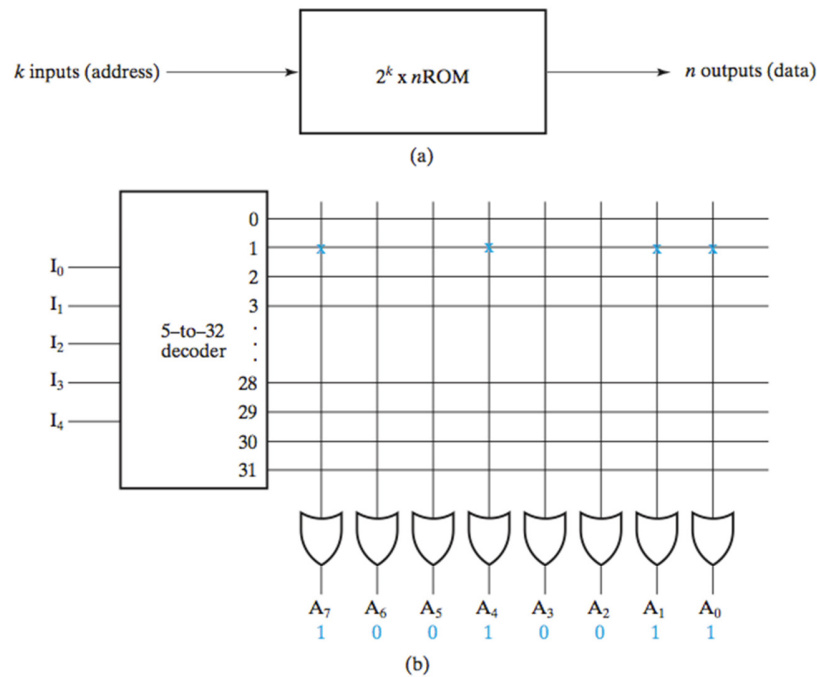 k inputs (address)
2ᵏ x nROM
n outputs (data)
(a)
0
1
2
3
28
29
30
31
I₀
I₁
I₂
I₃
I₄
5–to–32
decoder
A₇ A₆ A₅ A₄ A₃ A₂ A₁ A₀
1 0 0 1 0 0 1 1
(b)